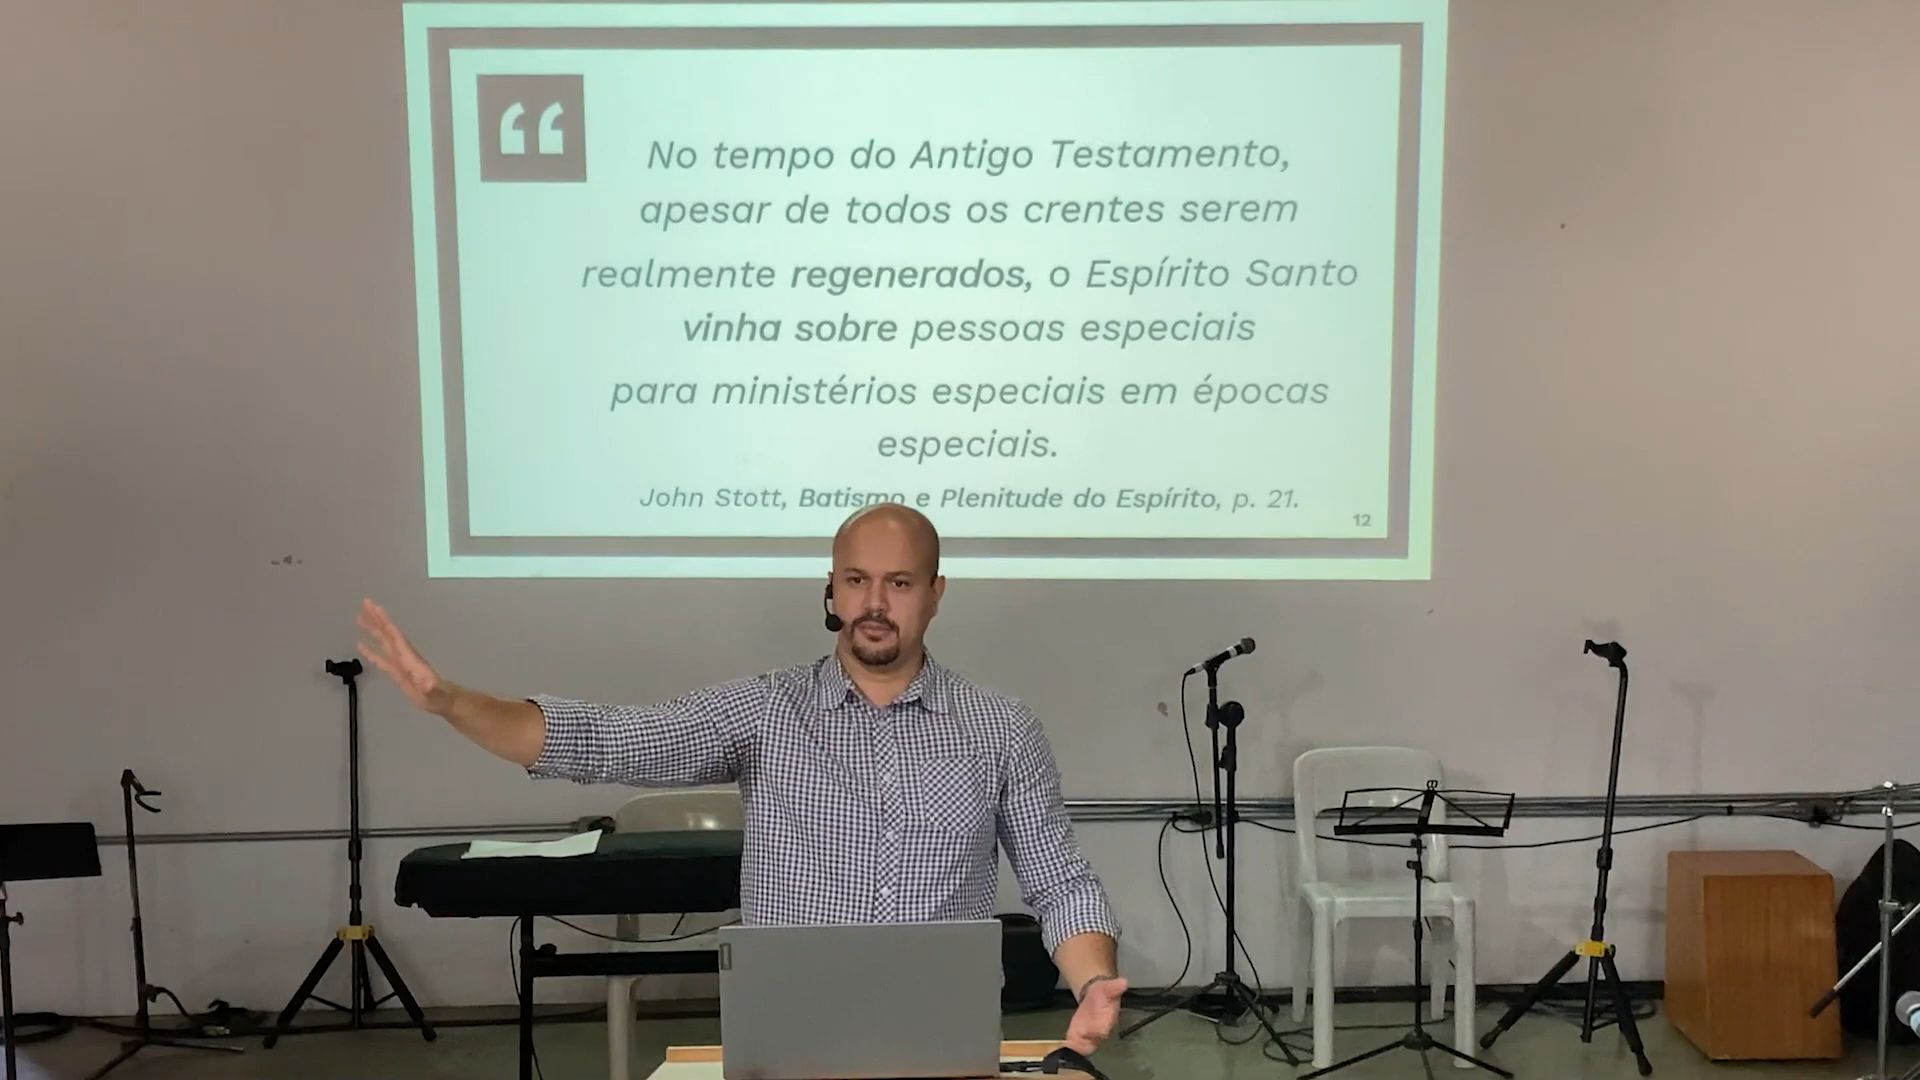 No tempo do Antigo Testamento,
apesar de todos os crentes serem
realmente regenerados, o Espírito Santo
vinha sobre pessoas especiais
para ministérios especiais em épocas
especiais.
John Stott, Batismo e Plenitude do Espírito, p. 21.
12